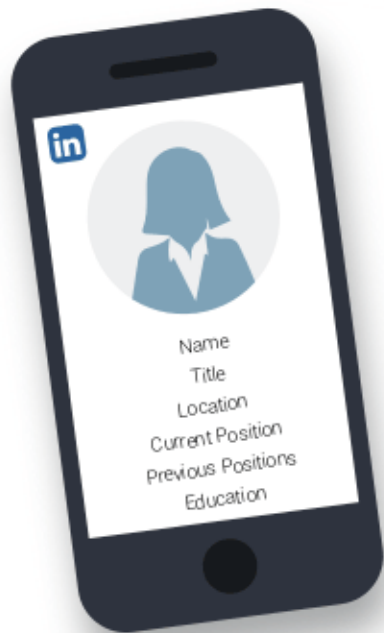 in
Name
Title
Location
Current Position
Previous Positions
Education